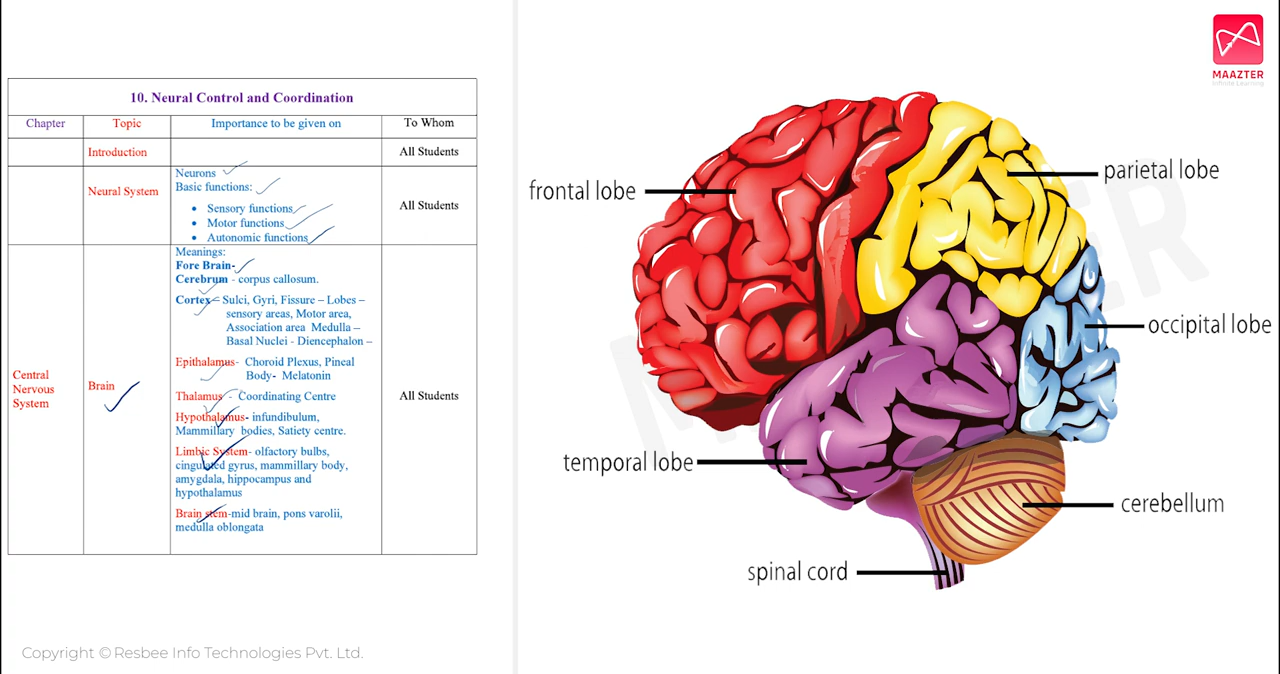 10. Neural Control and Coordination
Chapter
Topic
Importance to be given on
To Whom
Introduction
All Students
Neural System
Neurons
Basic functions:
• Sensory functions
• Motor functions
• Autonomic functions
All Students
Central
Nervous
System
Brain
Meanings:
Fore Brain-
Cerebrum - corpus callosum.
Cortex – Sulci, Gyri, Fissure – Lobes –
sensory areas, Motor area,
Association area Medulla –
Basal Nuclei - Diencephalon –
Epithalamus- Choroid Plexus, Pineal
Body- Melatonin
Thalamus - Coordinating Centre
Hypothalamus- infundibulum,
Mammillary bodies, Satiety centre.
Limbic System- olfactory bulbs,
cingulated gyrus, mammillary body,
amygdala, hippocampus and
hypothalamus
Brain stem-mid brain, pons varolii,
medulla oblongata
All Students
Copyright © Resbee Info Technologies Pvt. Ltd.
MAAZTER
Infinite Learning
frontal lobe
parietal lobe
occipital lobe
temporal lobe
cerebellum
spinal cord